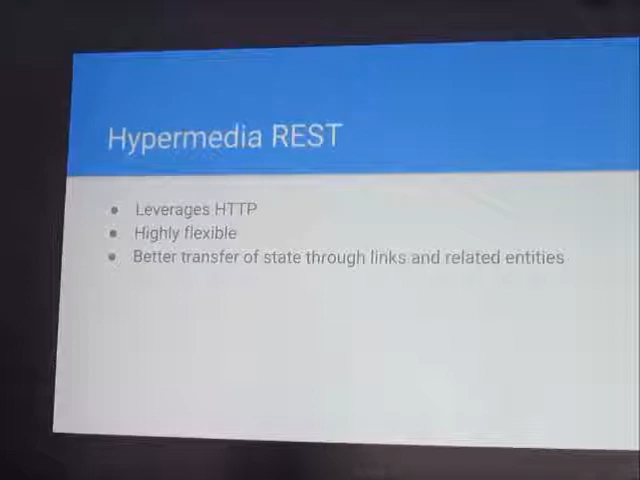 Hypermedia REST
● Leverages HTTP
● Highly flexible
● Better transfer of state through links and related entities